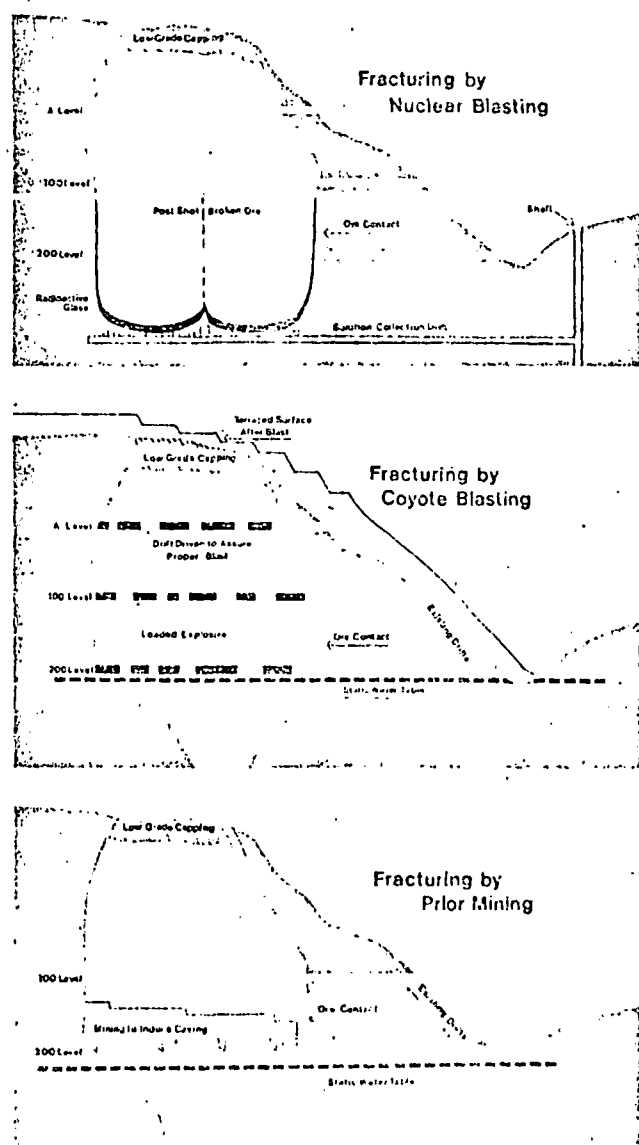 Low Grade Capping
Fracturing by
Nuclear Blasting
A Level
100 Level
Post Shot Broken Ore
Shaft
Ore Contact
200 Level
Radioactive
Glass
Solution Collection
Terraced Surface
After Blast
Low Grade Capping
Fracturing by
Coyote Blasting
A Level
Drift Driven to Assure
Proper Blast
100 Level
Loaded Explosive
Existing Drifts
Ore Contact
200 Level
Static Water Table
Low Grade Capping
Fracturing by
Prior Mining
100 Level
Existing Drifts
Ore Contact
Mining to Induce Caving
200 Level
Static Water Table